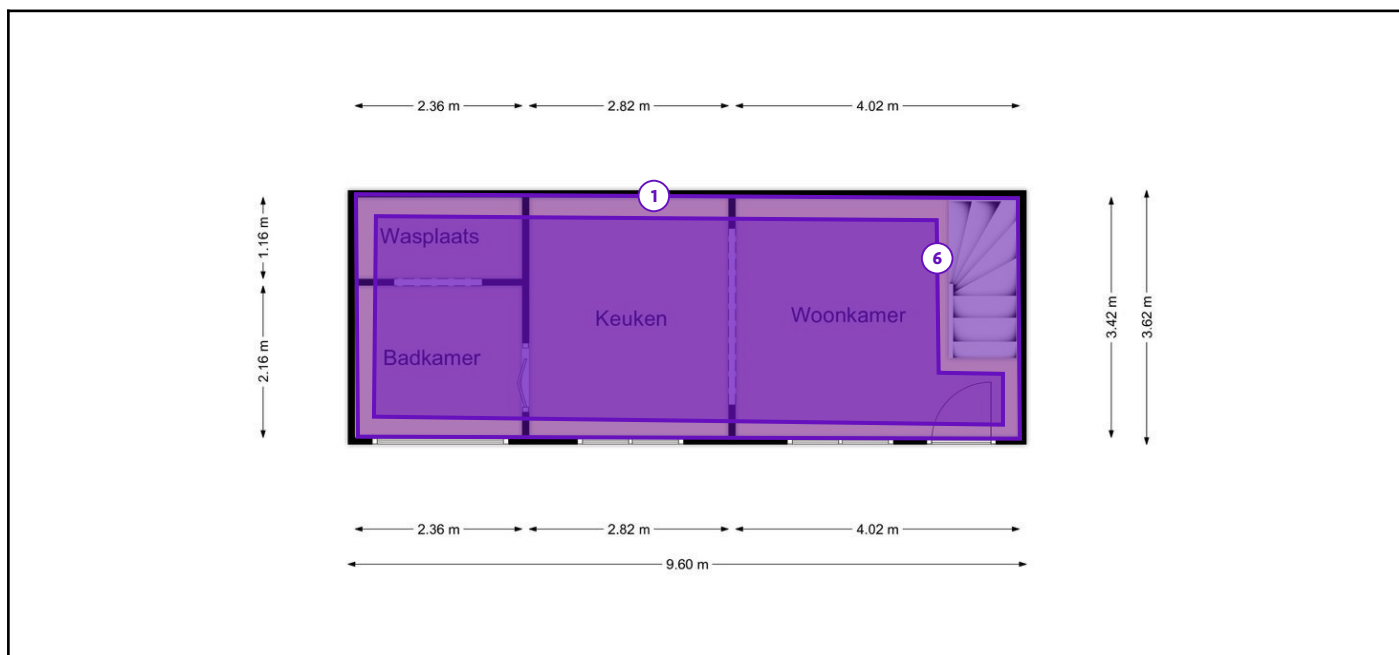 2.36 m
2.82 m
4.02 m
1
Wasplaats
6
1.16 m
Keuken
Woonkamer
3.42 m
3.62 m
Badkamer
2.16 m
2.36 m
2.82 m
4.02 m
9.60 m